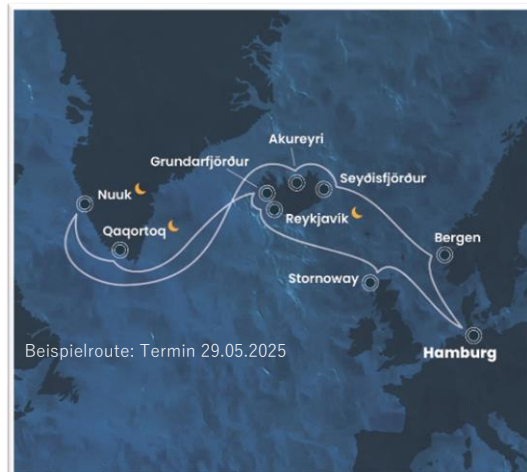 Akureyri
Grundarfjörður
Seyðisfjörður
Nuuk
Reykjavík
Qaqortoq
Bergen
Stornoway
Beispielroute: Termin 29.05.2025
Hamburg